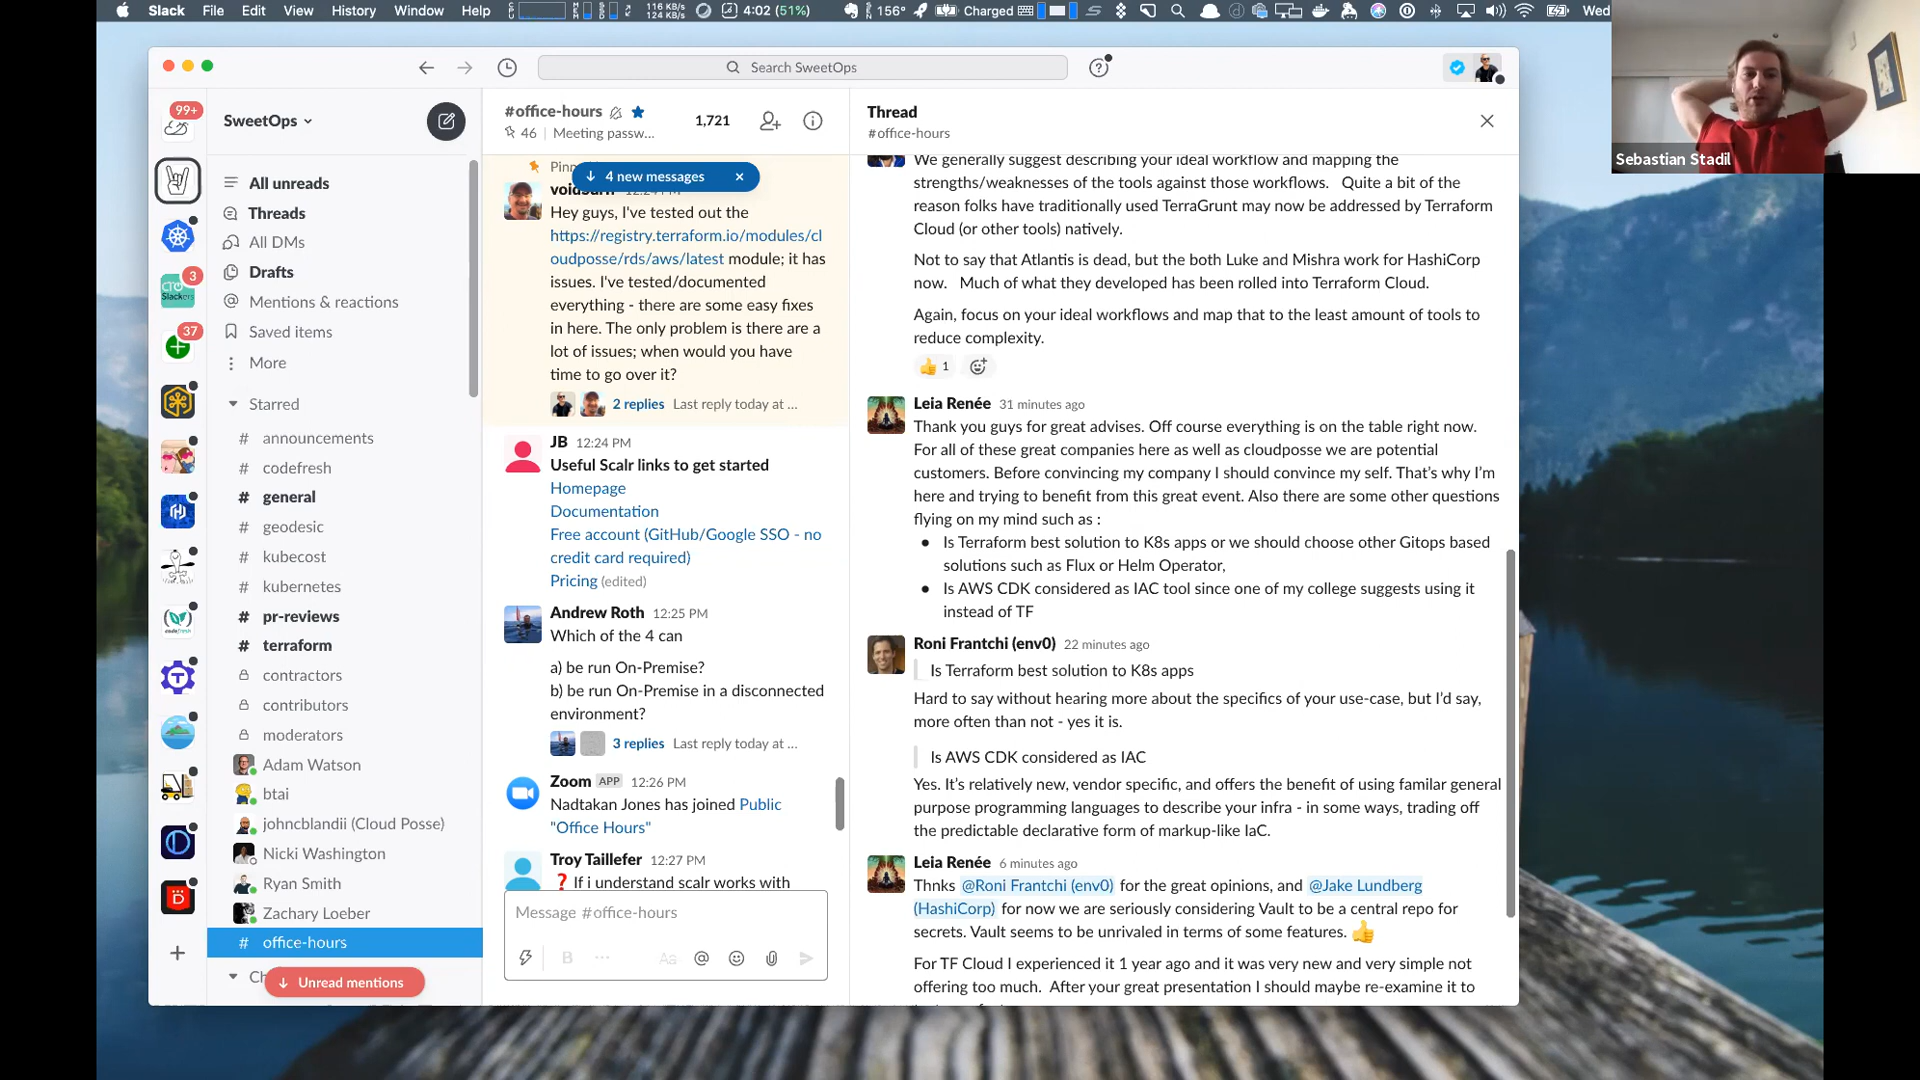 Slack File Edit View History Window Help 116 KB/s 124 KB/s 4:02 (51%) 156° Charged Wed
Search SweetOps
Sebastian Stadil
99+
3
CTO
Slackers
37
codefresh
SweetOps
All unreads
Threads
All DMs
Drafts
Mentions & reactions
Saved items
More
Starred
# announcements
# codefresh
# general
# geodesic
# kubecost
# kubernetes
# pr-reviews
# terraform
contractors
contributors
moderators
Adam Watson
btai
johncblandii (Cloud Posse)
Nicki Washington
Ryan Smith
Zachary Loeber
# office-hours
Unread mentions
#office-hours
46 | Meeting passw...
1,721
4 new messages
Hey guys, I've tested out the
https://registry.terraform.io/modules/cl
oudposse/rds/aws/latest module; it has
issues. I've tested/documented
everything - there are some easy fixes
in here. The only problem is there are a
lot of issues; when would you have
time to go over it?
2 replies Last reply today at ...
JB 12:24 PM
Useful Scalr links to get started
Homepage
Documentation
Free account (GitHub/Google SSO - no
credit card required)
Pricing (edited)
Andrew Roth 12:25 PM
Which of the 4 can
a) be run On-Premise?
b) be run On-Premise in a disconnected
environment?
3 replies Last reply today at ...
Zoom APP 12:26 PM
Nadtakan Jones has joined Public
"Office Hours"
Troy Taillefer 12:27 PM
❓ If i understand scalr works with
Message #office-hours
Thread
#office-hours
We generally suggest describing your ideal workflow and mapping the
strengths/weaknesses of the tools against those workflows. Quite a bit of the
reason folks have traditionally used TerraGrunt may now be addressed by Terraform
Cloud (or other tools) natively.
Not to say that Atlantis is dead, but the both Luke and Mishra work for HashiCorp
now. Much of what they developed has been rolled into Terraform Cloud.
Again, focus on your ideal workflows and map that to the least amount of tools to
reduce complexity.
👍 1
Leia Renée 31 minutes ago
Thank you guys for great advises. Off course everything is on the table right now.
For all of these great companies here as well as cloudposse we are potential
customers. Before convincing my company I should convince my self. That's why I'm
here and trying to benefit from this great event. Also there are some other questions
flying on my mind such as :
• Is Terraform best solution to K8s apps or we should choose other Gitops based
solutions such as Flux or Helm Operator,
• Is AWS CDK considered as IAC tool since one of my college suggests using it
instead of TF
Roni Frantchi (env0) 22 minutes ago
Is Terraform best solution to K8s apps
Hard to say without hearing more about the specifics of your use-case, but I'd say,
more often than not - yes it is.
Is AWS CDK considered as IAC
Yes. It's relatively new, vendor specific, and offers the benefit of using familar general
purpose programming languages to describe your infra - in some ways, trading off
the predictable declarative form of markup-like IaC.
Leia Renée 6 minutes ago
Thnks @Roni Frantchi (env0) for the great opinions, and @Jake Lundberg
(HashiCorp) for now we are seriously considering Vault to be a central repo for
secrets. Vault seems to be unrivaled in terms of some features. 👍
For TF Cloud I experienced it 1 year ago and it was very new and very simple not
offering too much. After your great presentation I should maybe re-examine it to